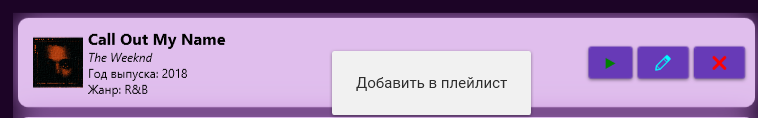 Call Out My Name
The Weeknd
Год выпуска: 2018
Жанр: R&B
Добавить в плейлист